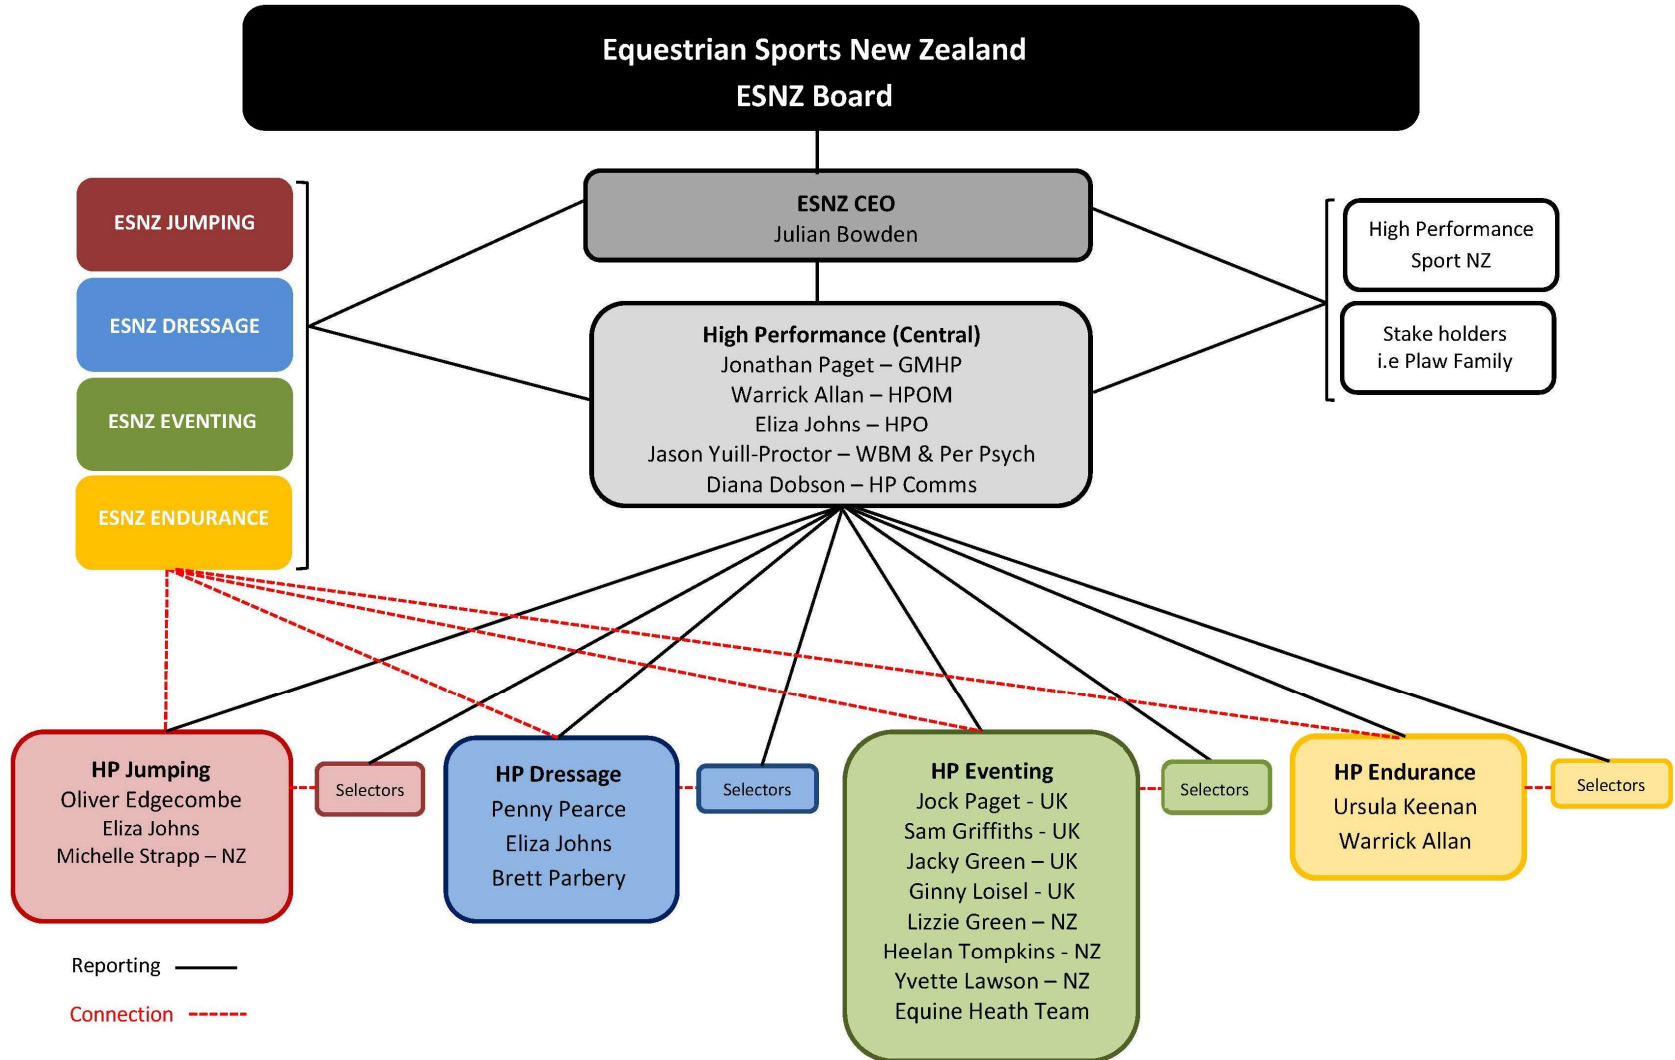 Equestrian Sports New Zealand
ESNZ Board
ESNZ CEO
Julian Bowden
ESNZ JUMPING
ESNZ DRESSAGE
ESNZ EVENTING
ESNZ ENDURANCE
High Performance
Sport NZ
Stake holders
i.e Plaw Family
High Performance (Central)
Jonathan Paget – GMHP
Warrick Allan – HPOM
Eliza Johns – HPO
Jason Yuill-Proctor – WBM & Per Psych
Diana Dobson – HP Comms
HP Jumping
Oliver Edgecombe
Eliza Johns
Michelle Strapp – NZ
Selectors
HP Dressage
Penny Pearce
Eliza Johns
Brett Parbery
Selectors
HP Eventing
Jock Paget - UK
Sam Griffiths - UK
Jacky Green – UK
Ginny Loisel - UK
Lizzie Green – NZ
Heelan Tompkins - NZ
Yvette Lawson – NZ
Equine Heath Team
Selectors
HP Endurance
Ursula Keenan
Warrick Allan
Selectors
Reporting
Connection